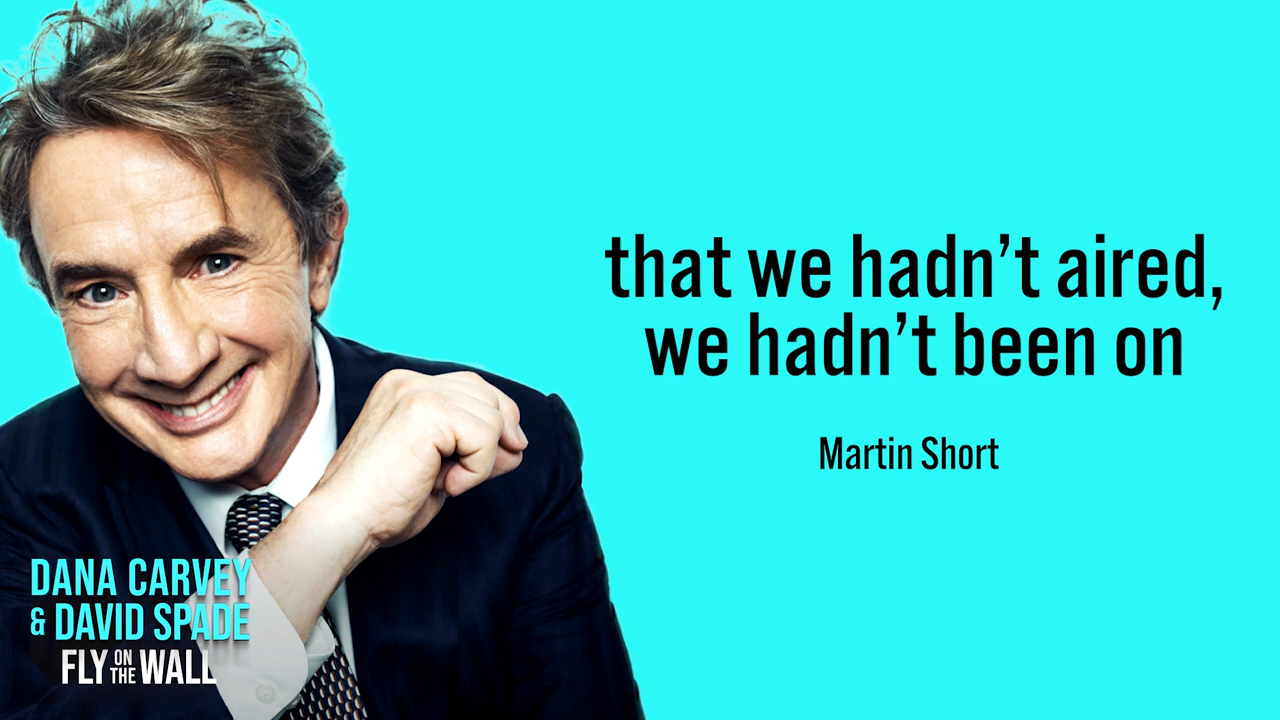 that we hadn’t aired,
we hadn’t been on
Martin Short
DANA CARVEY
& DAVID SPADE
FLY ON THE WALL